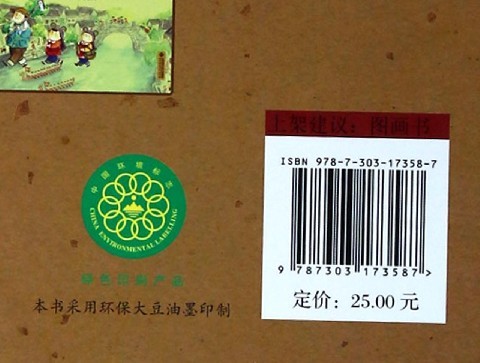 上架建议：图画书
ISBN 978-7-303-17358-7
9 787303 173587 >
定价：25.00 元
中国环境标志
CHINA ENVIRONMENTAL LABELLING
绿色印刷产品
本书采用环保大豆油墨印制